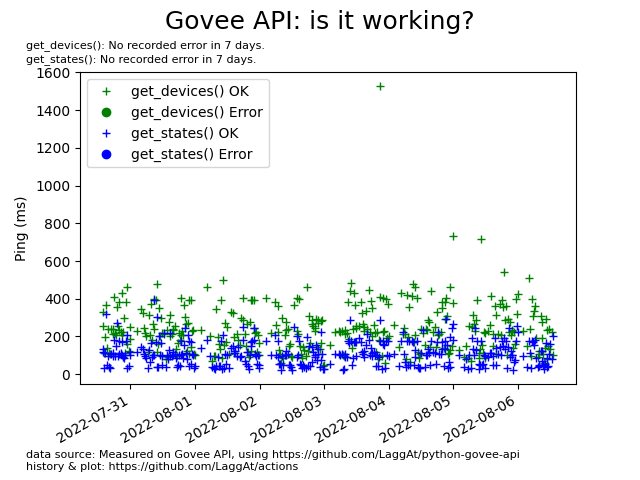 Govee API: is it working?
get_devices(): No recorded error in 7 days.
get_states(): No recorded error in 7 days.
1600
1400
1200
1000
800
600
400
200
0
Ping (ms)
get_devices() OK
get_devices() Error
get_states() OK
get_states() Error
2022-07-31
2022-08-01
2022-08-02
2022-08-03
2022-08-04
2022-08-05
2022-08-06
data source: Measured on Govee API, using https://github.com/LaggAt/python-govee-api
history & plot: https://github.com/LaggAt/actions